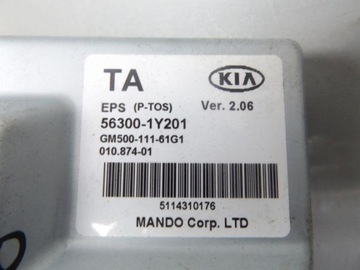 TA
KIA
EPS (P-TOS) Ver. 2.06
56300-1Y201
GM500-111-61G1
010.874-01
5114310176
MANDO Corp. LTD